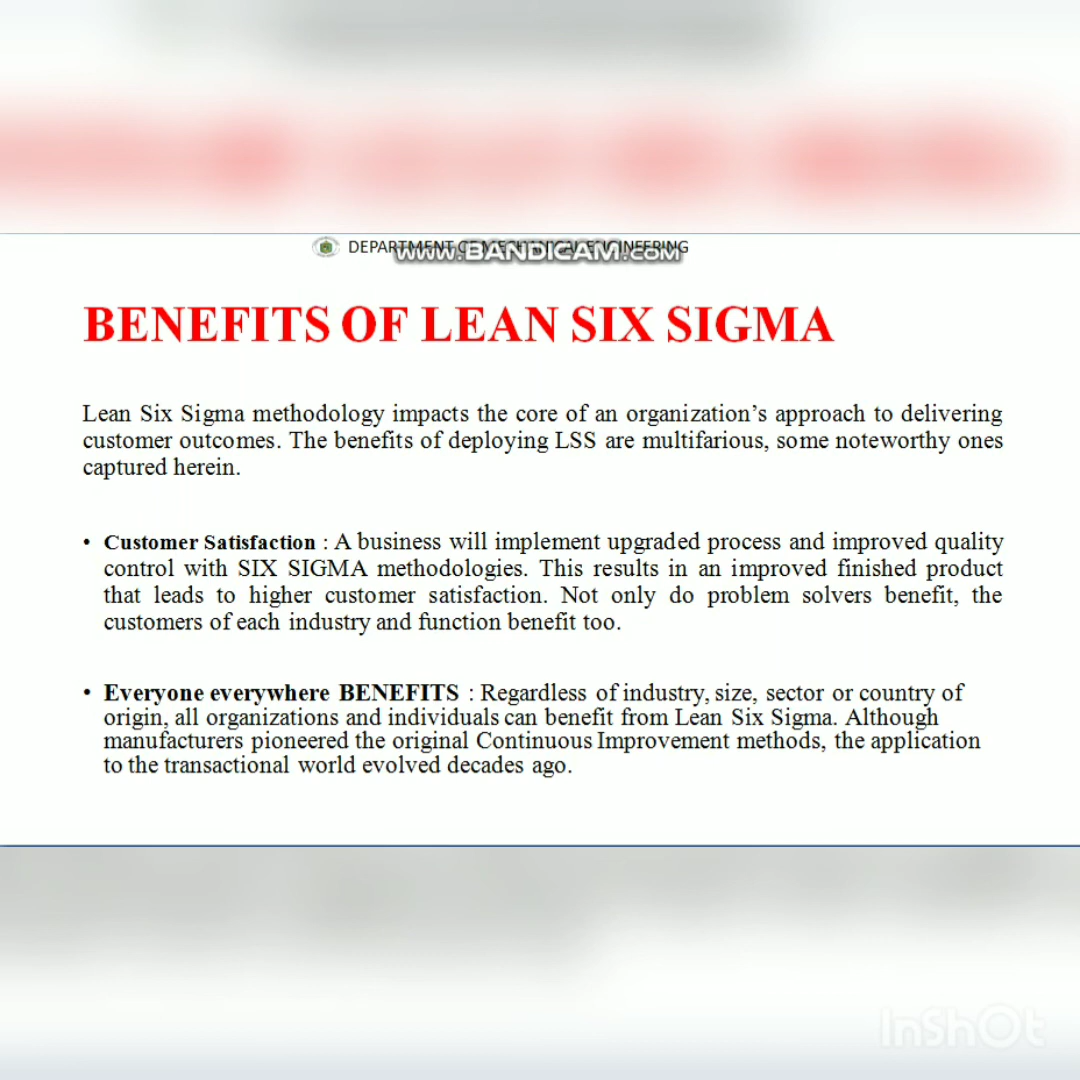 DEPARTMENT OF MECHANICAL ENGINEERING
WWW.BANDICAM.COM
BENEFITS OF LEAN SIX SIGMA
Lean Six Sigma methodology impacts the core of an organization’s approach to delivering
customer outcomes. The benefits of deploying LSS are multifarious, some noteworthy ones
captured herein.
• Customer Satisfaction : A business will implement upgraded process and improved quality
control with SIX SIGMA methodologies. This results in an improved finished product
that leads to higher customer satisfaction. Not only do problem solvers benefit, the
customers of each industry and function benefit too.
• Everyone everywhere BENEFITS : Regardless of industry, size, sector or country of
origin, all organizations and individuals can benefit from Lean Six Sigma. Although
manufacturers pioneered the original Continuous Improvement methods, the application
to the transactional world evolved decades ago.
InShOt